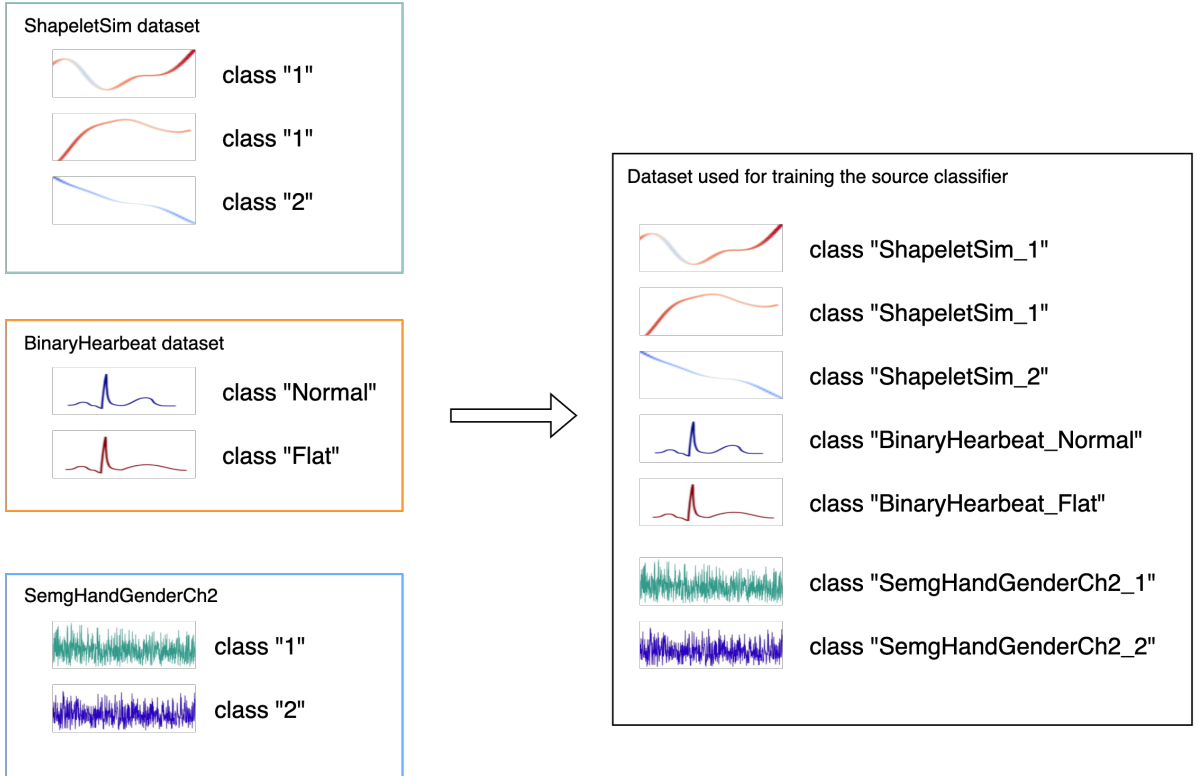 ShapeletSim dataset
class "1"
class "1"
class "2"
BinaryHearbeat dataset
class "Normal"
class "Flat"
SemgHandGenderCh2
class "1"
class "2"
Dataset used for training the source classifier
class "ShapeletSim_1"
class "ShapeletSim_1"
class "ShapeletSim_2"
class "BinaryHearbeat_Normal"
class "BinaryHearbeat_Flat"
class "SemgHandGenderCh2_1"
class "SemgHandGenderCh2_2"